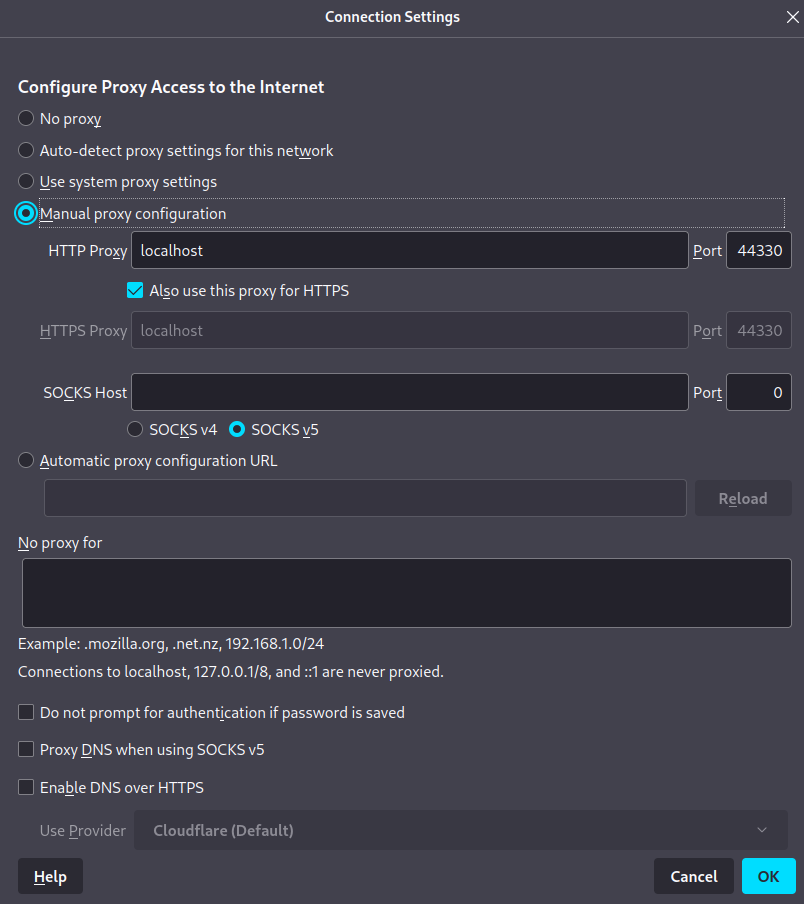 Connection Settings
Configure Proxy Access to the Internet
No proxy
Auto-detect proxy settings for this network
Use system proxy settings
Manual proxy configuration
HTTP Proxy localhost Port 44330
Also use this proxy for HTTPS
HTTPS Proxy localhost Port 44330
SOCKS Host Port 0
SOCKS v4 SOCKS v5
Automatic proxy configuration URL
Reload
No proxy for
Example: .mozilla.org, .net.nz, 192.168.1.0/24
Connections to localhost, 127.0.0.1/8, and ::1 are never proxied.
Do not prompt for authentication if password is saved
Proxy DNS when using SOCKS v5
Enable DNS over HTTPS
Use Provider Cloudflare (Default)
Help Cancel OK